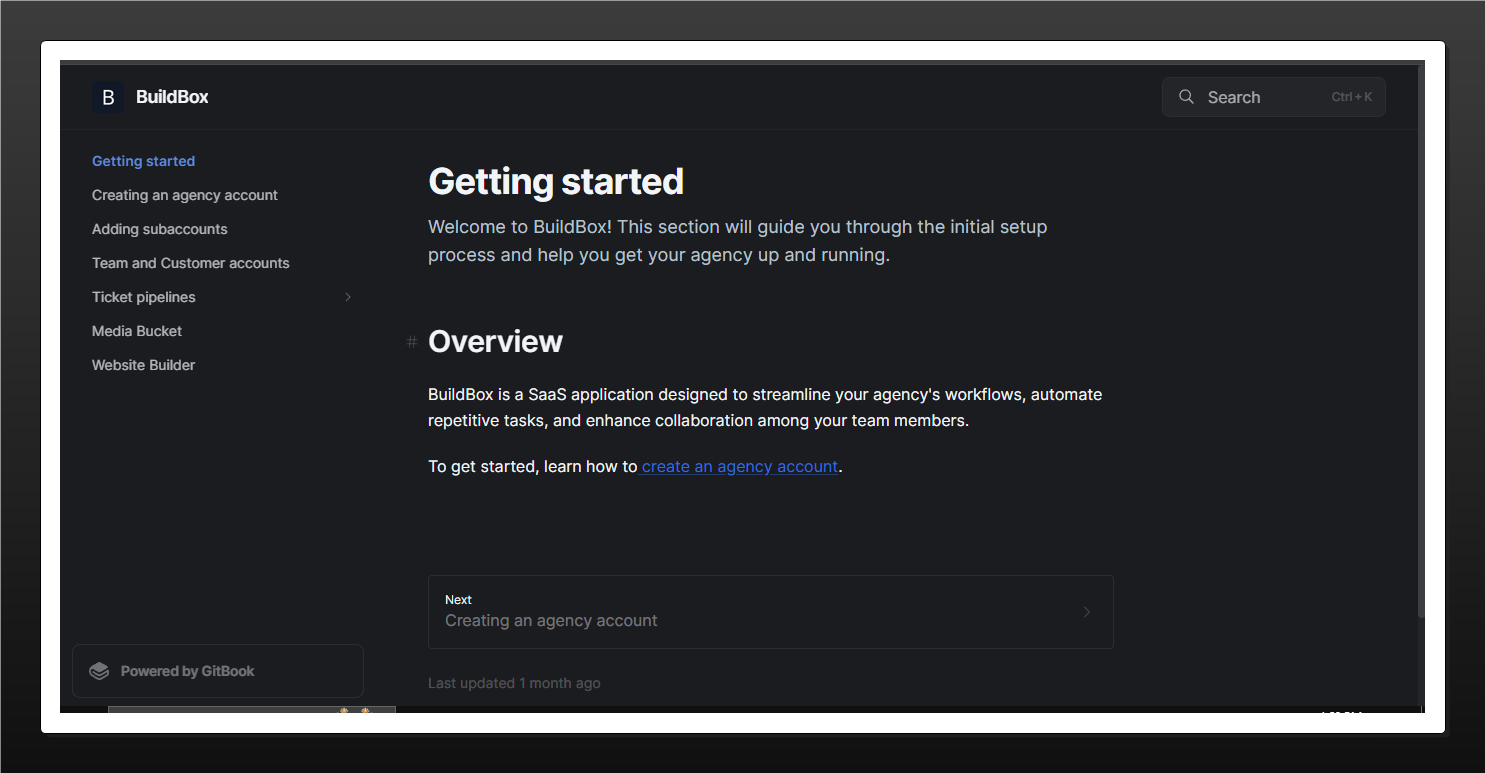 B BuildBox
Search Ctrl + K
Getting started
Creating an agency account
Adding subaccounts
Team and Customer accounts
Ticket pipelines
Media Bucket
Website Builder
Powered by GitBook
Getting started
Welcome to BuildBox! This section will guide you through the initial setup
process and help you get your agency up and running.
# Overview
BuildBox is a SaaS application designed to streamline your agency's workflows, automate
repetitive tasks, and enhance collaboration among your team members.
To get started, learn how to create an agency account.
Next
Creating an agency account
Last updated 1 month ago